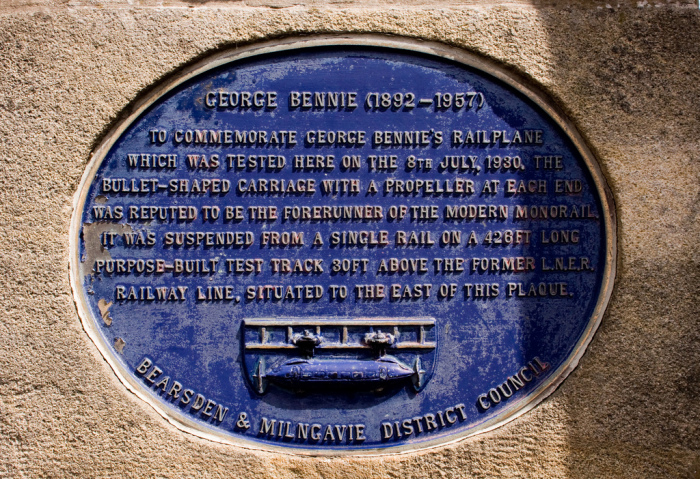 GEORGE BENNIE (1892-1957)
TO COMMEMORATE GEORGE BENNIE'S RAILPLANE
WHICH WAS TESTED HERE ON THE 8TH JULY, 1930. THE
BULLET-SHAPED CARRIAGE WITH A PROPELLER AT EACH END
WAS REPUTED TO BE THE FORERUNNER OF THE MODERN MONORAIL.
IT WAS SUSPENDED FROM A SINGLE RAIL ON A 426FT LONG
PURPOSE-BUILT TEST TRACK 30FT ABOVE THE FORMER L.N.E.R.
RAILWAY LINE, SITUATED TO THE EAST OF THIS PLAQUE.
BEARSDEN & MILNGAVIE DISTRICT COUNCIL